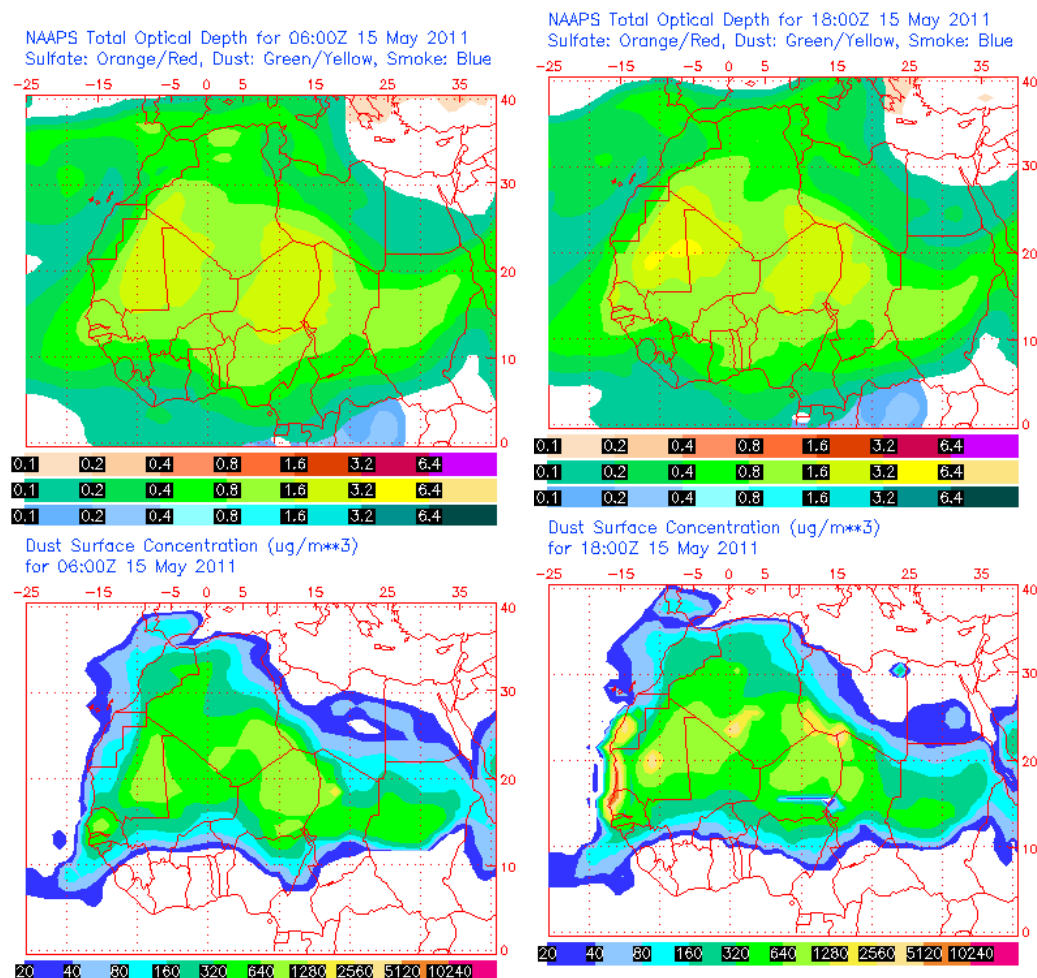 NAAPS Total Optical Depth for 06:00Z 15 May 2011
Sulfate: Orange/Red, Dust: Green/Yellow, Smoke: Blue
-25 -15 -5 0 5 15 25 35
40
30
20
10
0
0.1 0.2 0.4 0.8 1.6 3.2 6.4
0.1 0.2 0.4 0.8 1.6 3.2 6.4
0.1 0.2 0.4 0.8 1.6 3.2 6.4
Dust Surface Concentration (ug/m**3)
for 06:00Z 15 May 2011
-25 -15 -5 0 5 15 25 35
40
30
20
10
0
20 40 80 160 320 640 1280 2560 5120 10240
NAAPS Total Optical Depth for 18:00Z 15 May 2011
Sulfate: Orange/Red, Dust: Green/Yellow, Smoke: Blue
-25 -15 -5 0 5 15 25 35
40
30
20
10
0
0.1 0.2 0.4 0.8 1.6 3.2 6.4
0.1 0.2 0.4 0.8 1.6 3.2 6.4
0.1 0.2 0.4 0.8 1.6 3.2 6.4
Dust Surface Concentration (ug/m**3)
for 18:00Z 15 May 2011
-25 -15 -5 0 5 15 25 35
40
30
20
10
0
20 40 80 160 320 640 1280 2560 5120 10240